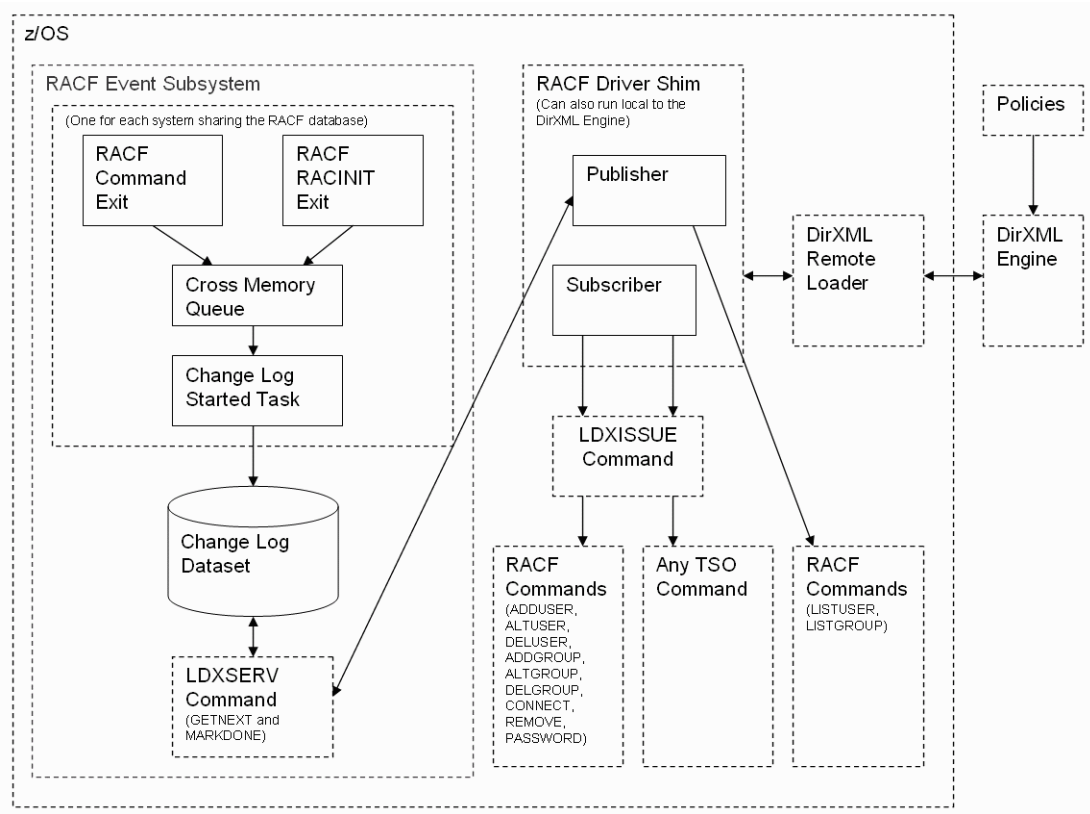 z/OS
RACF Event Subsystem
(One for each system sharing the RACF database)
RACF
Command
Exit
RACF
RACINIT
Exit
Cross Memory
Queue
Change Log
Started Task
Change Log
Dataset
LDXSERV
Command
(GETNEXT and
MARKDONE)
RACF Driver Shim
(Can also run local to the
DirXML Engine)
Publisher
Subscriber
LDXISSUE
Command
RACF
Commands
(ADDUSER,
ALTUSER,
DELUSER,
ADDGROUP,
ALTGROUP,
DELGROUP,
CONNECT,
REMOVE,
PASSWORD)
Any TSO
Command
RACF
Commands
(LISTUSER,
LISTGROUP)
DirXML
Remote
Loader
Policies
DirXML
Engine